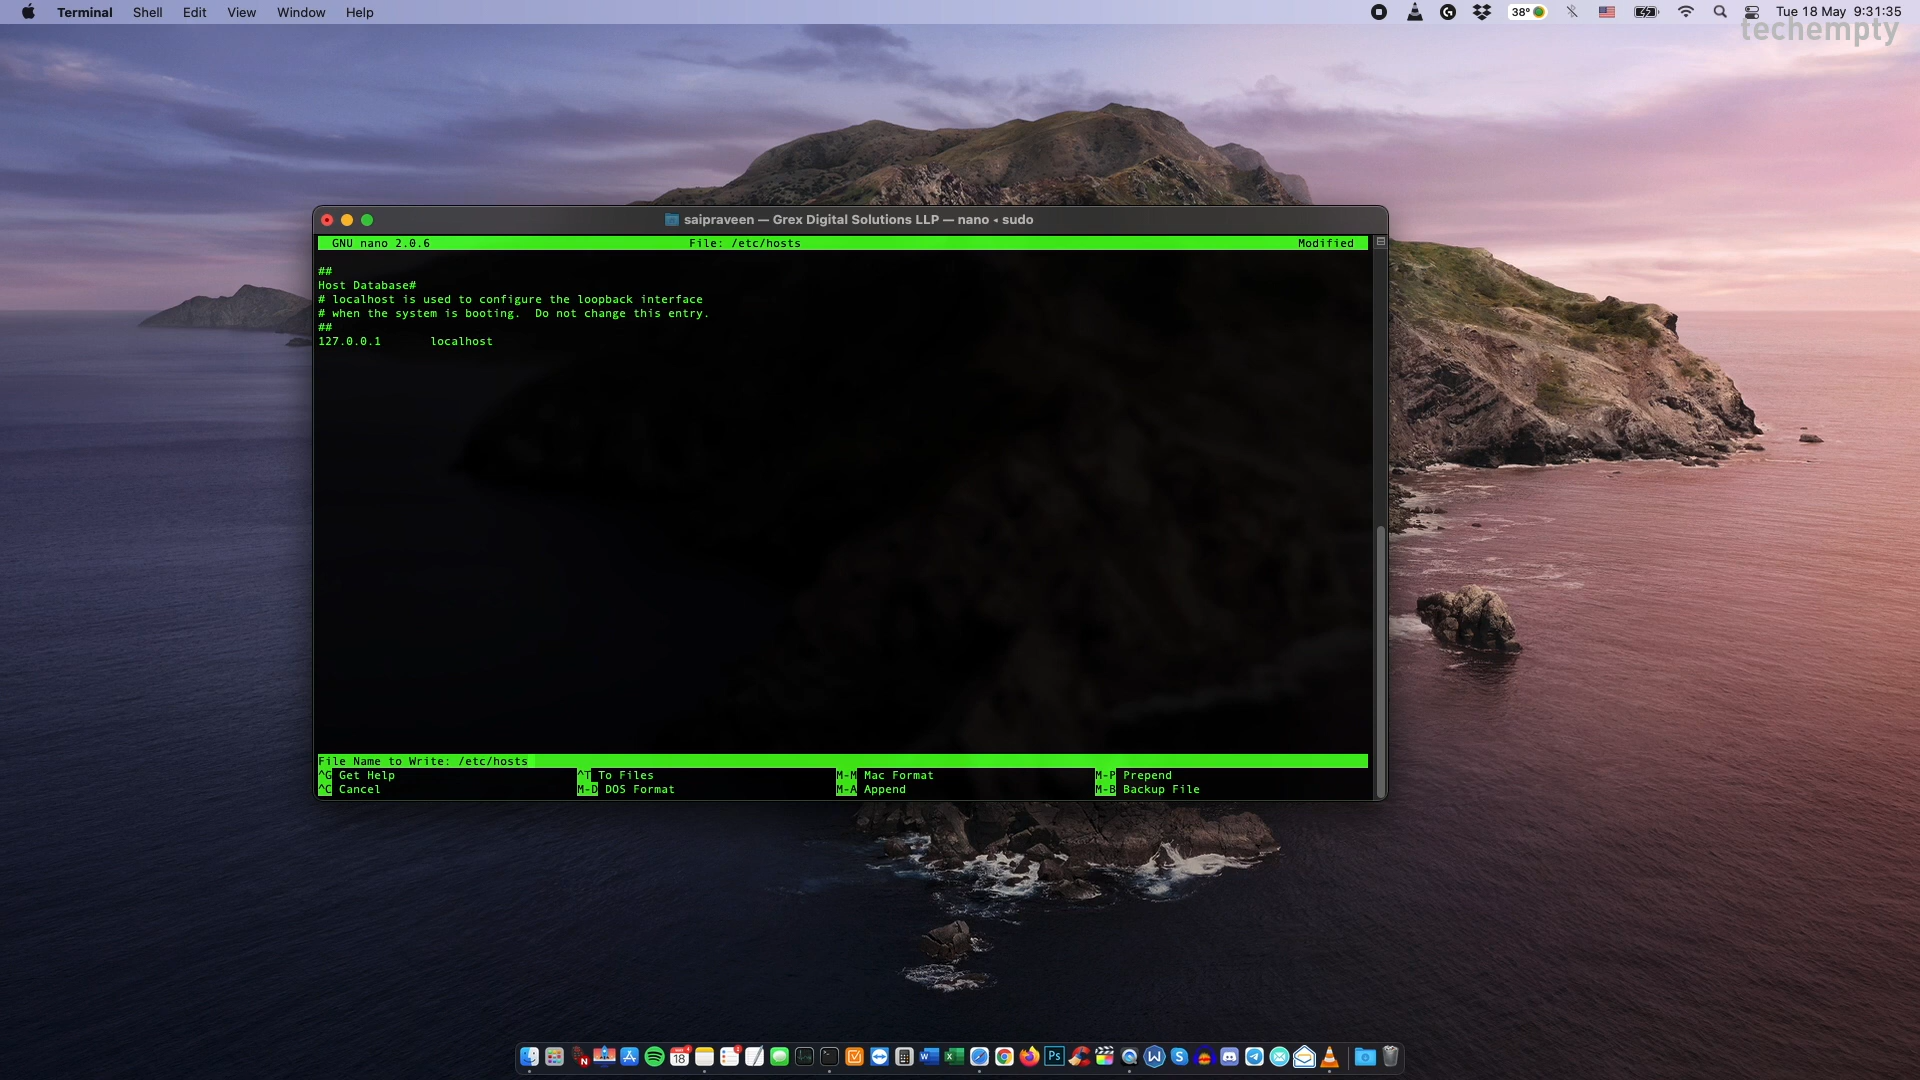 Terminal Shell Edit View Window Help 38° Tue 18 May 9:31:35
techempty
saipraveen — Grex Digital Solutions LLP — nano ◂ sudo
GNU nano 2.0.6 File: /etc/hosts Modified
##
Host Database#
# localhost is used to configure the loopback interface
# when the system is booting.  Do not change this entry.
##
127.0.0.1 localhost
File Name to Write: /etc/hosts
^G Get Help ^T To Files M-M Mac Format M-P Prepend
^C Cancel M-D DOS Format M-A Append M-B Backup File
N 18 W X Ps W S